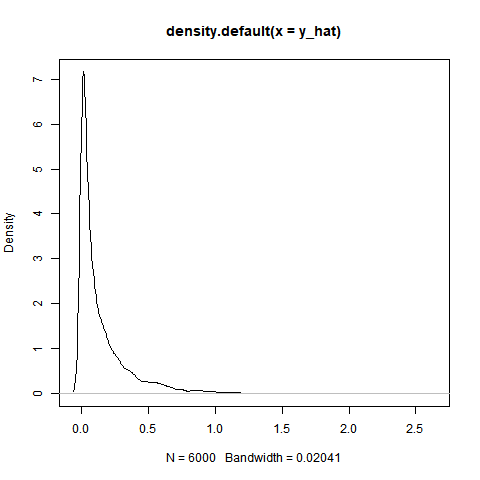 density.default(x = y_hat)
Density
7
6
5
4
3
2
1
0
0.0 0.5 1.0 1.5 2.0 2.5
N = 6000 Bandwidth = 0.02041